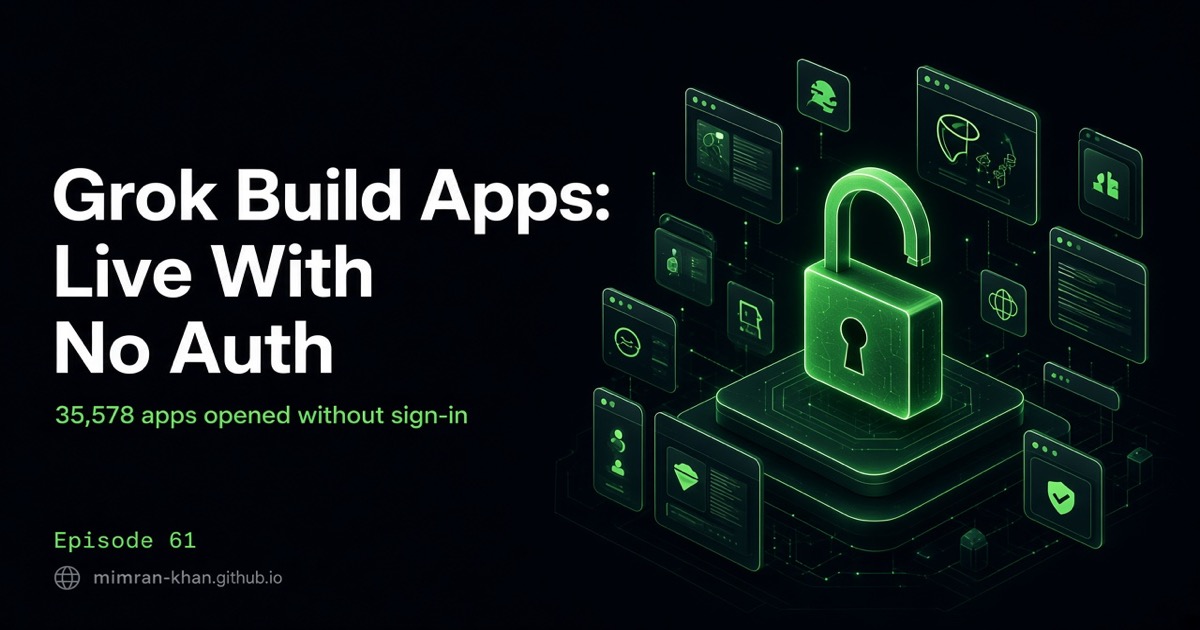 Grok Build Apps:
Live With
No Auth
35,578 apps opened without sign-in
Episode 61
mimran-khan.github.io